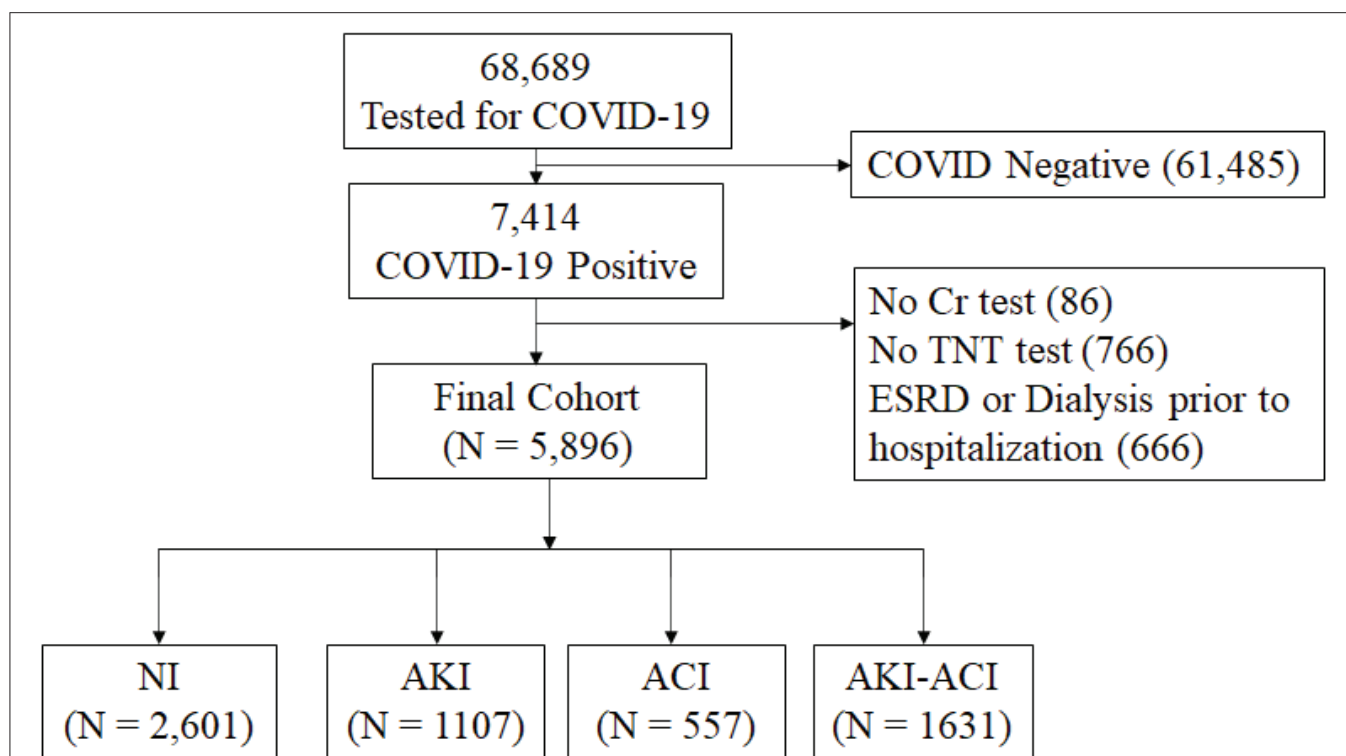 68,689
Tested for COVID-19
COVID Negative (61,485)
7,414
COVID-19 Positive
No Cr test (86)
No TNT test (766)
ESRD or Dialysis prior to
hospitalization (666)
Final Cohort
(N = 5,896)
NI
(N = 2,601)
AKI
(N = 1107)
ACI
(N = 557)
AKI-ACI
(N = 1631)